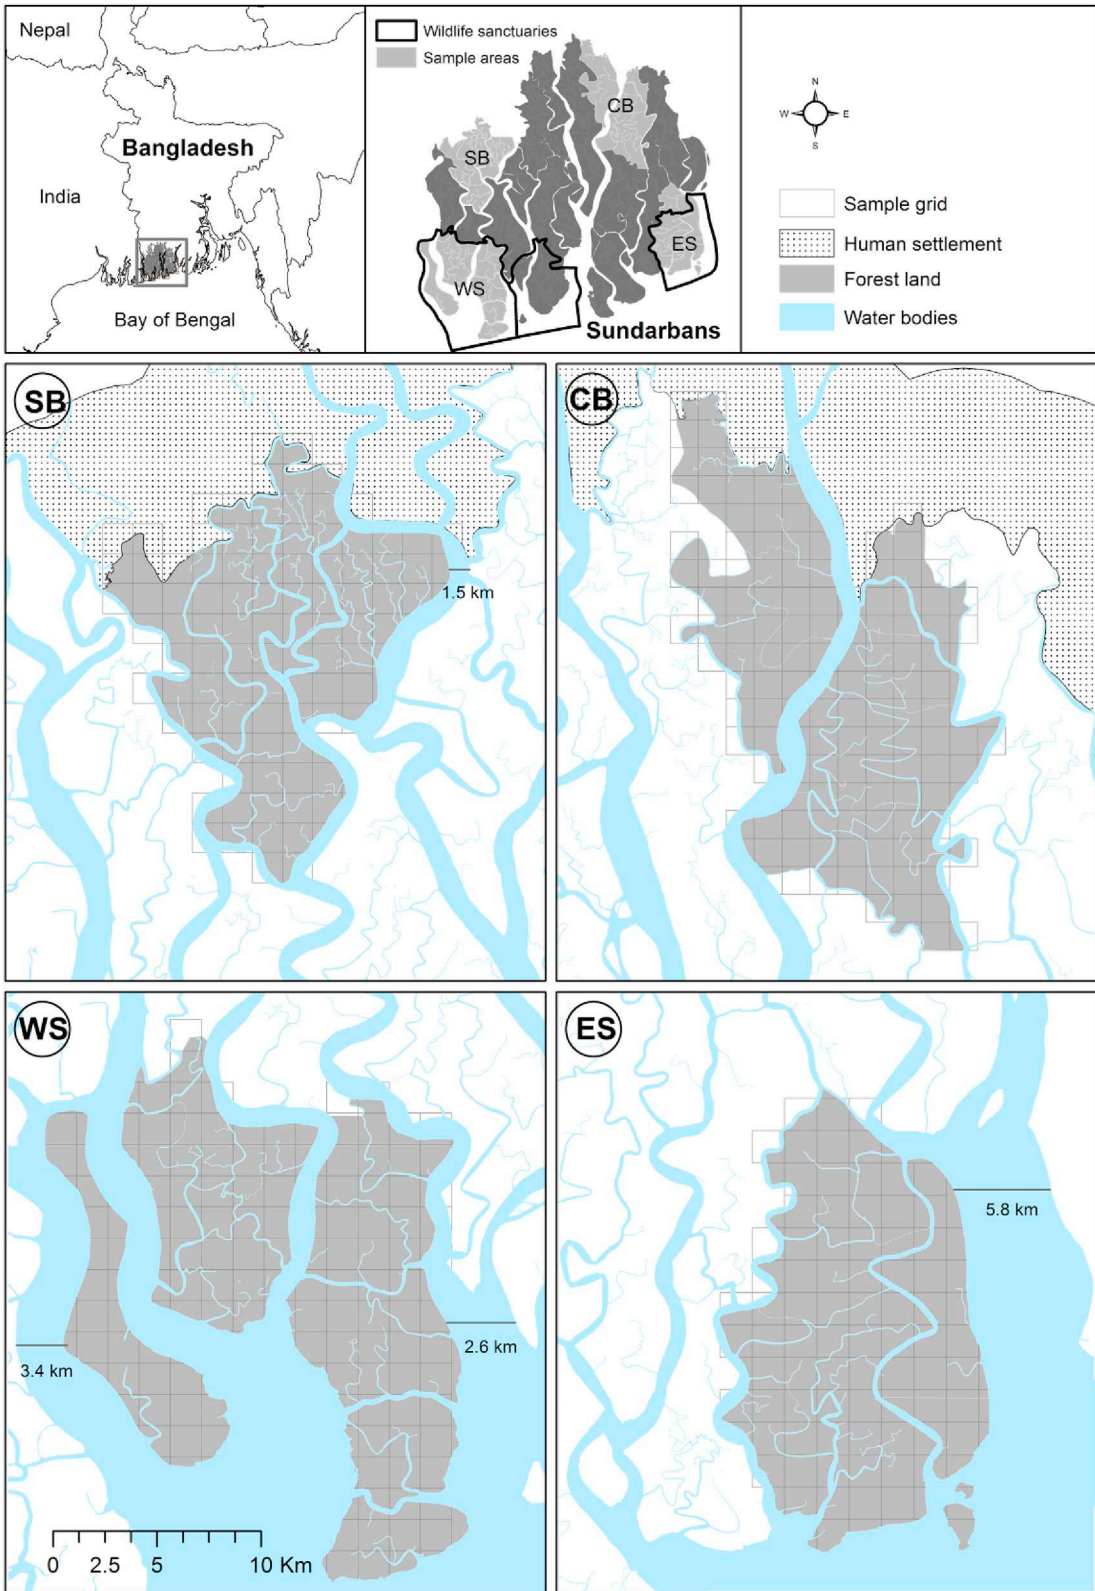 Nepal
Bangladesh
India
Bay of Bengal
Wildlife sanctuaries
Sample areas
CB
SB
ES
WS
Sundarbans
N
W E
S
Sample grid
Human settlement
Forest land
Water bodies
SB
1.5 km
CB
WS
3.4 km
2.6 km
0 2.5 5 10 Km
ES
5.8 km